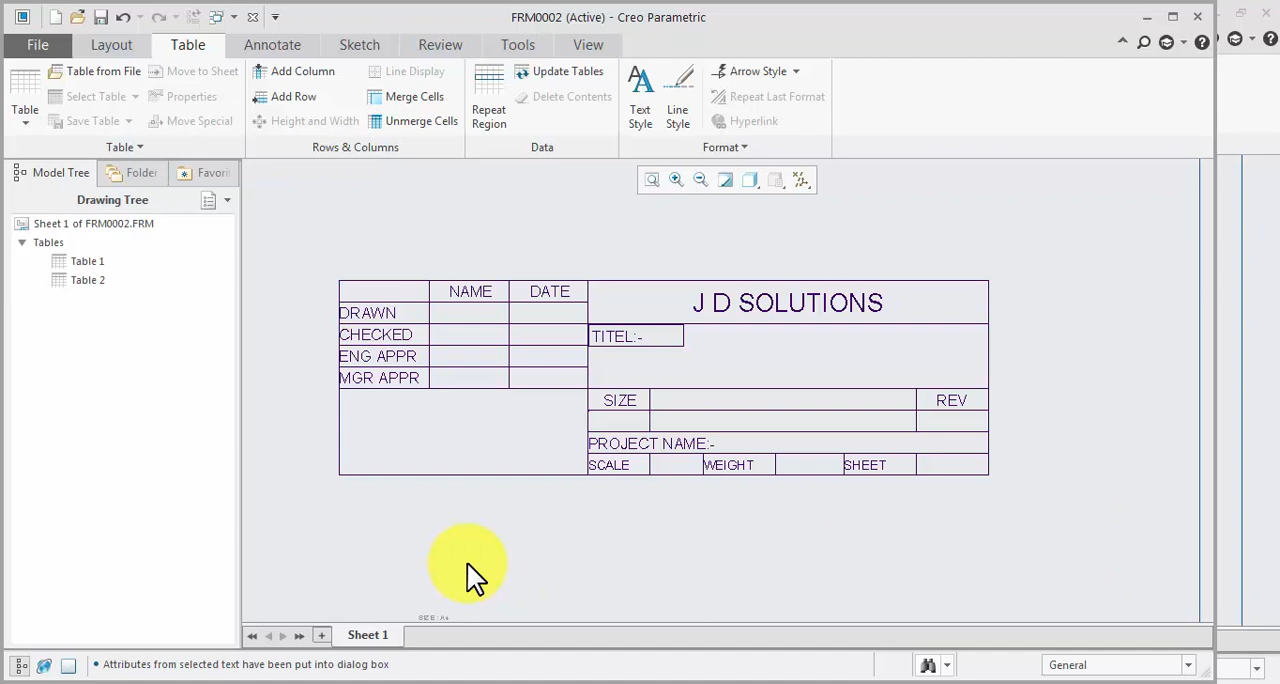 FRM0002 (Active) - Creo Parametric
File Layout Table Annotate Sketch Review Tools View
Table
Table from File
Select Table
Save Table
Move to Sheet
Properties
Move Special
Table
Add Column
Add Row
Height and Width
Line Display
Merge Cells
Unmerge Cells
Rows & Columns
Repeat Region
Update Tables
Delete Contents
Data
Text Style
Line Style
Arrow Style
Repeat Last Format
Hyperlink
Format
Model Tree Folder Favori
Drawing Tree
Sheet 1 of FRM0002.FRM
Tables
Table 1
Table 2
NAME DATE
DRAWN
CHECKED
ENG APPR
MGR APPR
J D SOLUTIONS
TITEL:-
SIZE REV
PROJECT NAME:-
SCALE WEIGHT SHEET
SIZE : A4
Sheet 1
• Attributes from selected text have been put into dialog box
General